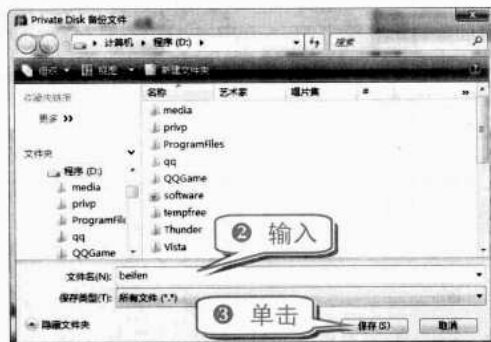 Private Disk 备份文件
计算机 ▸ 程序 (D:) ▸ 搜索
组织 视图 新建文件夹
收藏夹链接
更多 >>
文件夹
程序 (D:)
media
privp
ProgramFile
qq
QQGame
名称 艺术家 唱片集 # »
media
privp
ProgramFiles
qq
QQGame
software
tempfree
Thunder
Vista
❷ 输入
文件名(N): beifen
保存类型(T): 所有文件 (*.*)
❸ 单击
隐藏文件夹 保存(S) 取消